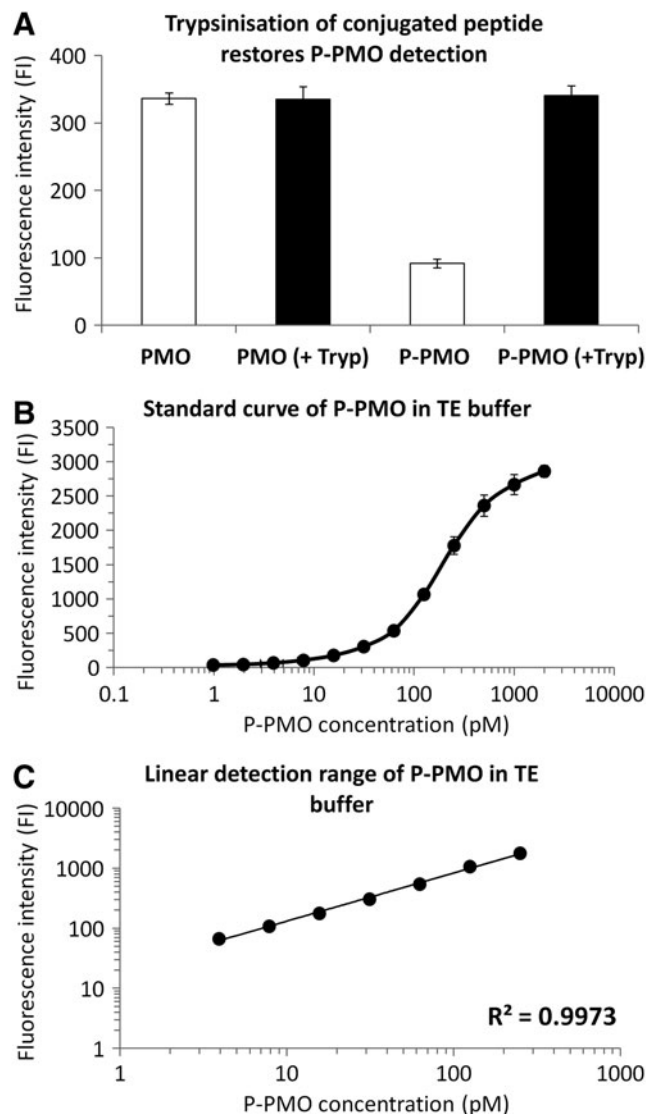 A
Trypsinisation of conjugated peptide
restores P-PMO detection
Fluorescence intensity (FI)
400
300
200
100
0
PMO PMO (+ Tryp) P-PMO P-PMO (+Tryp)
B
Standard curve of P-PMO in TE buffer
Fluorescence intensity (FI)
3500
3000
2500
2000
1500
1000
500
0
0.1 1 10 100 1000 10000
P-PMO concentration (pM)
C
Linear detection range of P-PMO in TE
buffer
Fluorescence intensity (FI)
10000
1000
100
10
1
R² = 0.9973
1 10 100 1000
P-PMO concentration (pM)